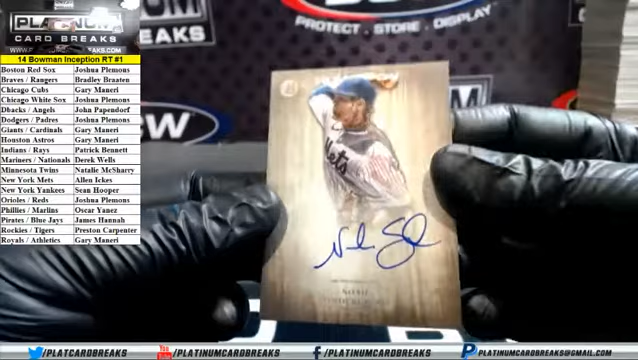 PLATINUM
CARD BREAKS
PROTECT . STORE . DISPLAY
14 Bowman Inception RT #1
Boston Red Sox Joshua Plemons
Braves / Rangers Bradley Braaten
Chicago Cubs Gary Maneri
Chicago White Sox Joshua Plemons
Dbacks / Angels John Papendorf
Dodgers / Padres Joshua Plemons
Giants / Cardinals Gary Maneri
Houston Astros Gary Maneri
Indians / Rays Patrick Bennett
Mariners / Nationals Derek Wells
Minnesota Twins Natalie McSharry
New York Mets Allen Ickes
New York Yankees Sean Hooper
Orioles / Reds Joshua Plemons
Phillies / Marlins Oscar Yanez
Pirates / Blue Jays James Hannah
Rockies / Tigers Preston Carpenter
Royals / Athletics Gary Maneri
Mets
/PLATCARDBREAKS /PLATINUMCARDBREAKS /PLATINUMCARDBREAKS PLATINUMCARDBREAKS@GMAIL.COM